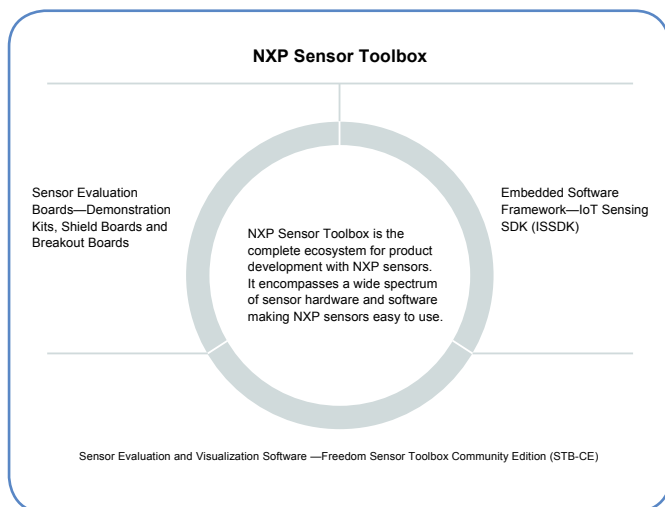 NXP Sensor Toolbox
Sensor Evaluation
Boards—Demonstration
Kits, Shield Boards and
Breakout Boards
NXP Sensor Toolbox is the
complete ecosystem for product
development with NXP sensors.
It encompasses a wide spectrum
of sensor hardware and software
making NXP sensors easy to use.
Embedded Software
Framework—IoT Sensing
SDK (ISSDK)
Sensor Evaluation and Visualization Software —Freedom Sensor Toolbox Community Edition (STB-CE)